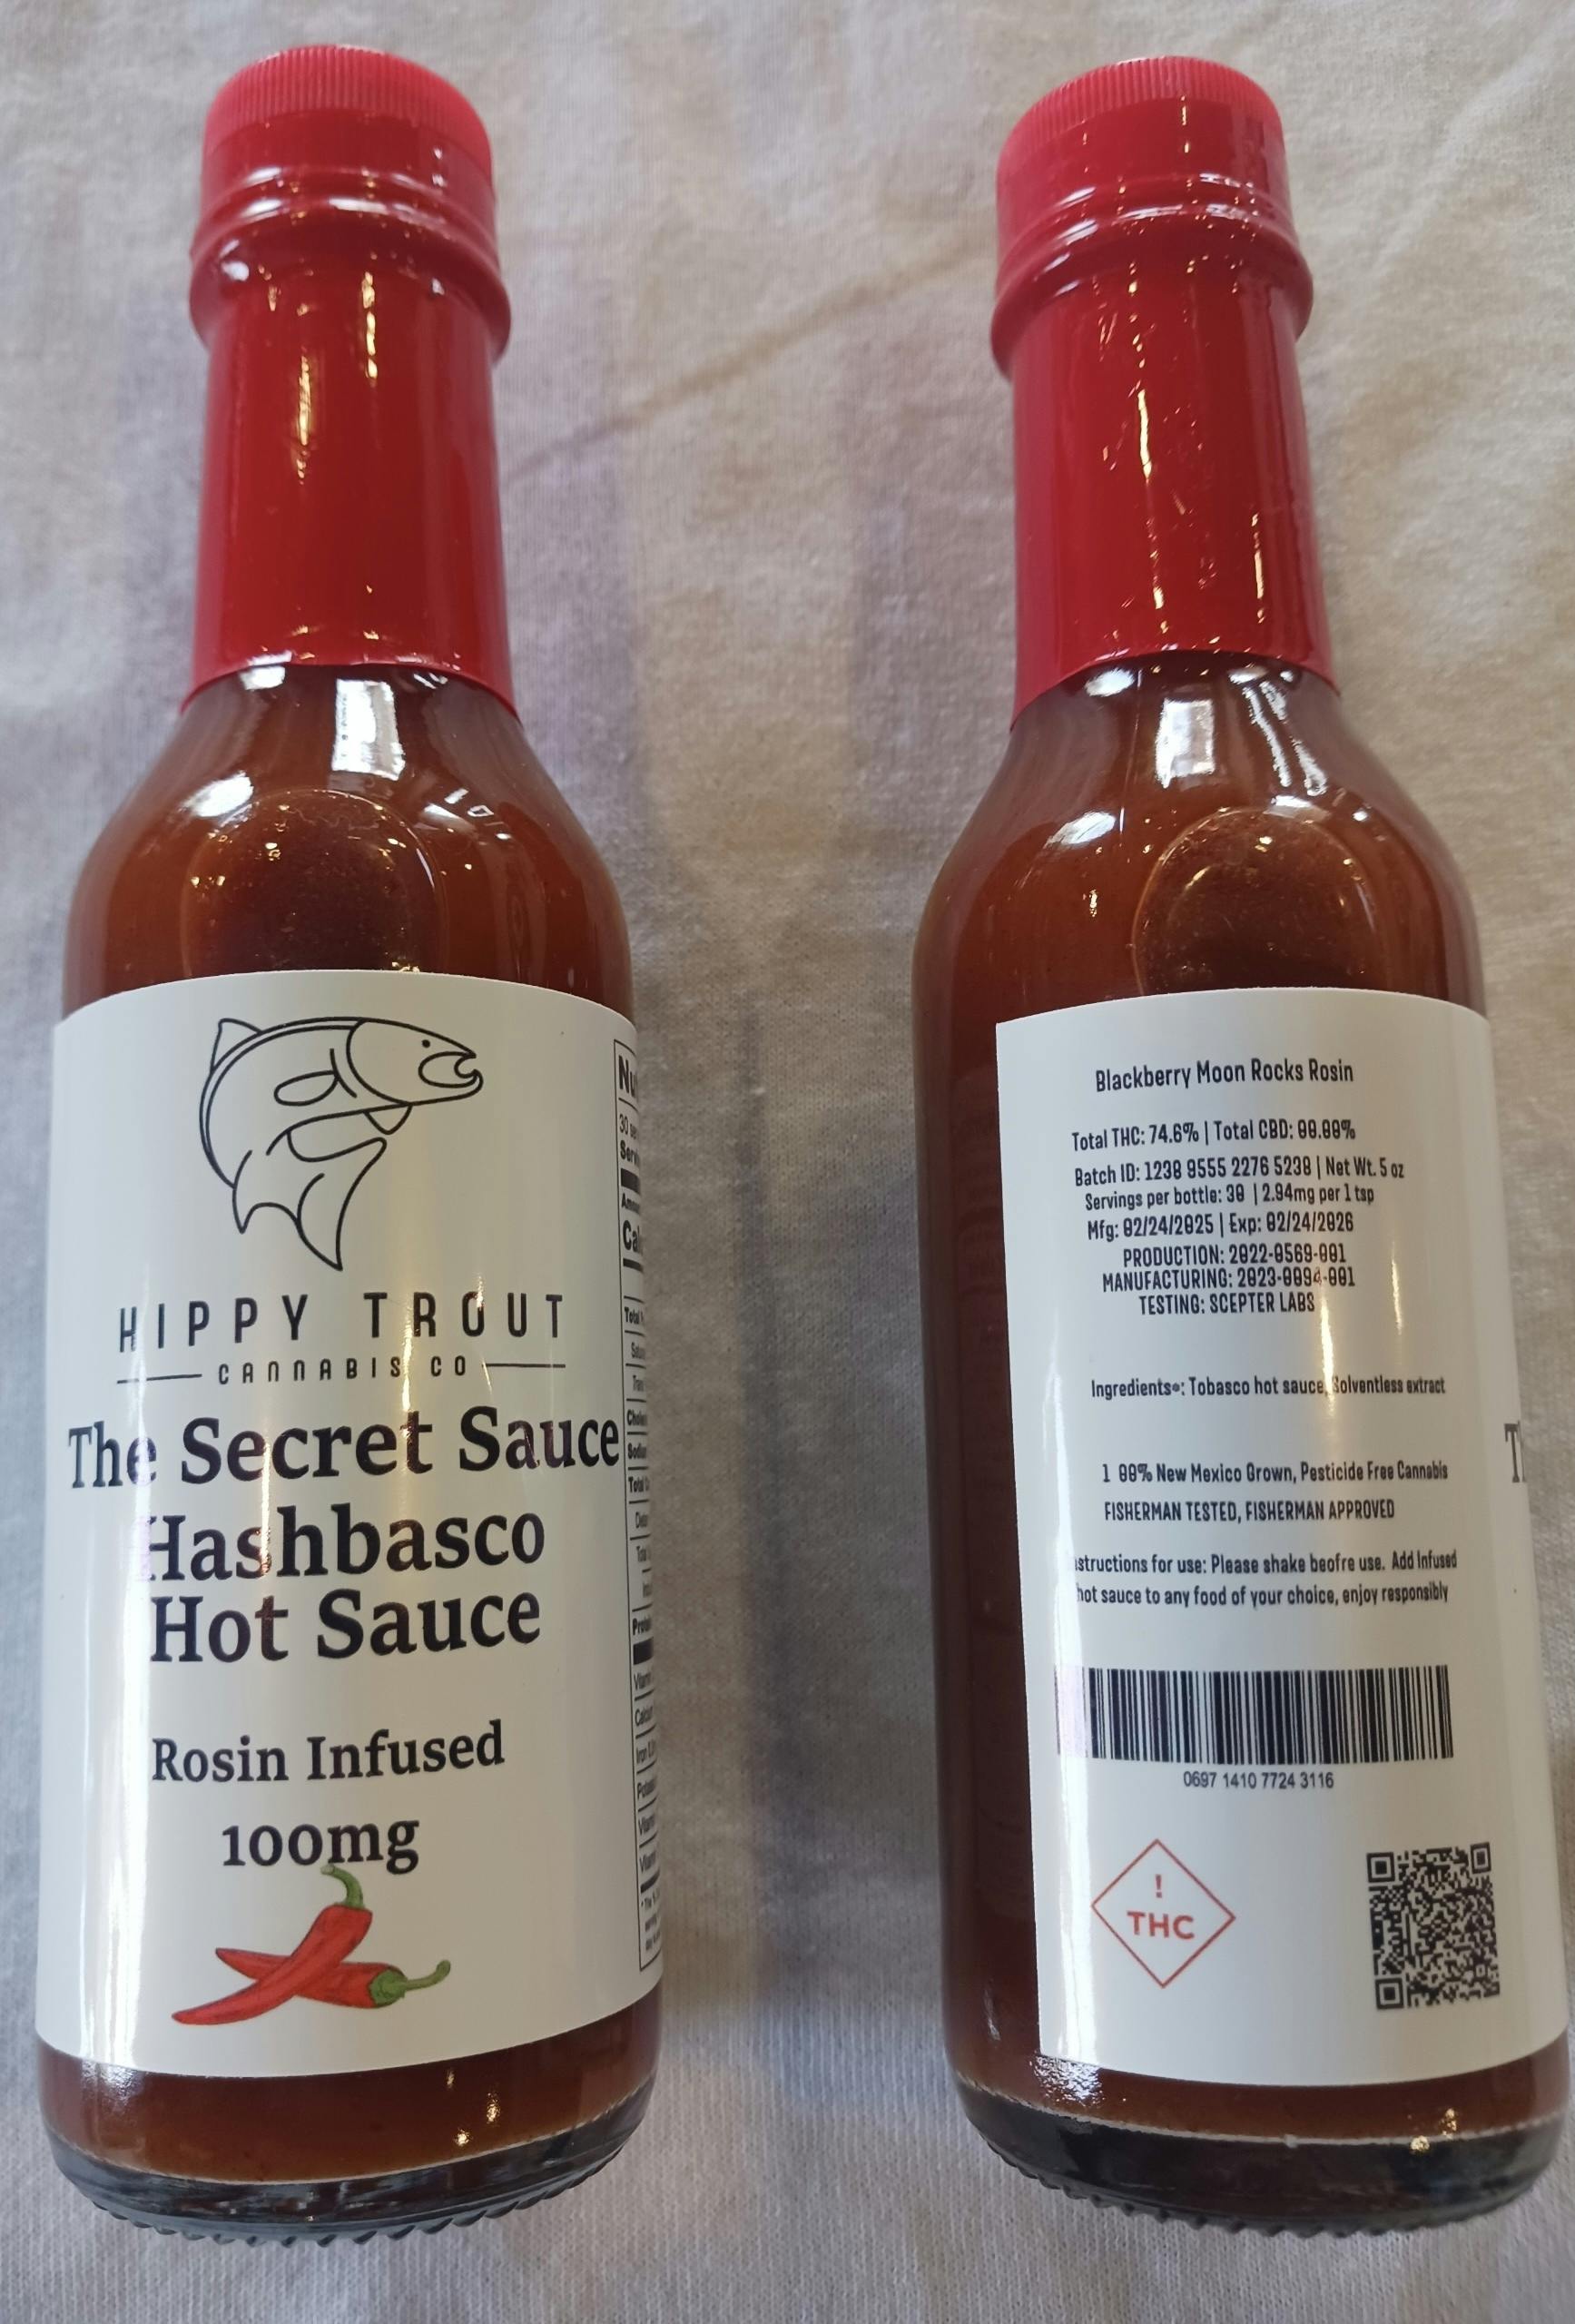 HIPPY TROUT
CANNABIS CO
The Secret Sauce
Hashbasco
Hot Sauce
Rosin Infused
100mg
30
Blackberry Moon Rocks Rosin
Total THC: 74.6% | Total CBD: 00.00%
Batch ID: 1238 9555 2276 5238 | Net Wt. 5 oz
Servings per bottle: 30 | 2.94mg per 1 tsp
Mfg: 02/24/2025 | Exp: 02/24/2026
PRODUCTION: 2022-0569-001
MANUFACTURING: 2023-0094-001
TESTING: SCEPTER LABS
Ingredients: Tobasco hot sauce, Solventless extract
1 00% New Mexico Grown, Pesticide Free Cannabis
FISHERMAN TESTED, FISHERMAN APPROVED
structions for use: Please shake beofre use. Add Infused
hot sauce to any food of your choice, enjoy responsibly
0697 1410 7724 3116
!
THC